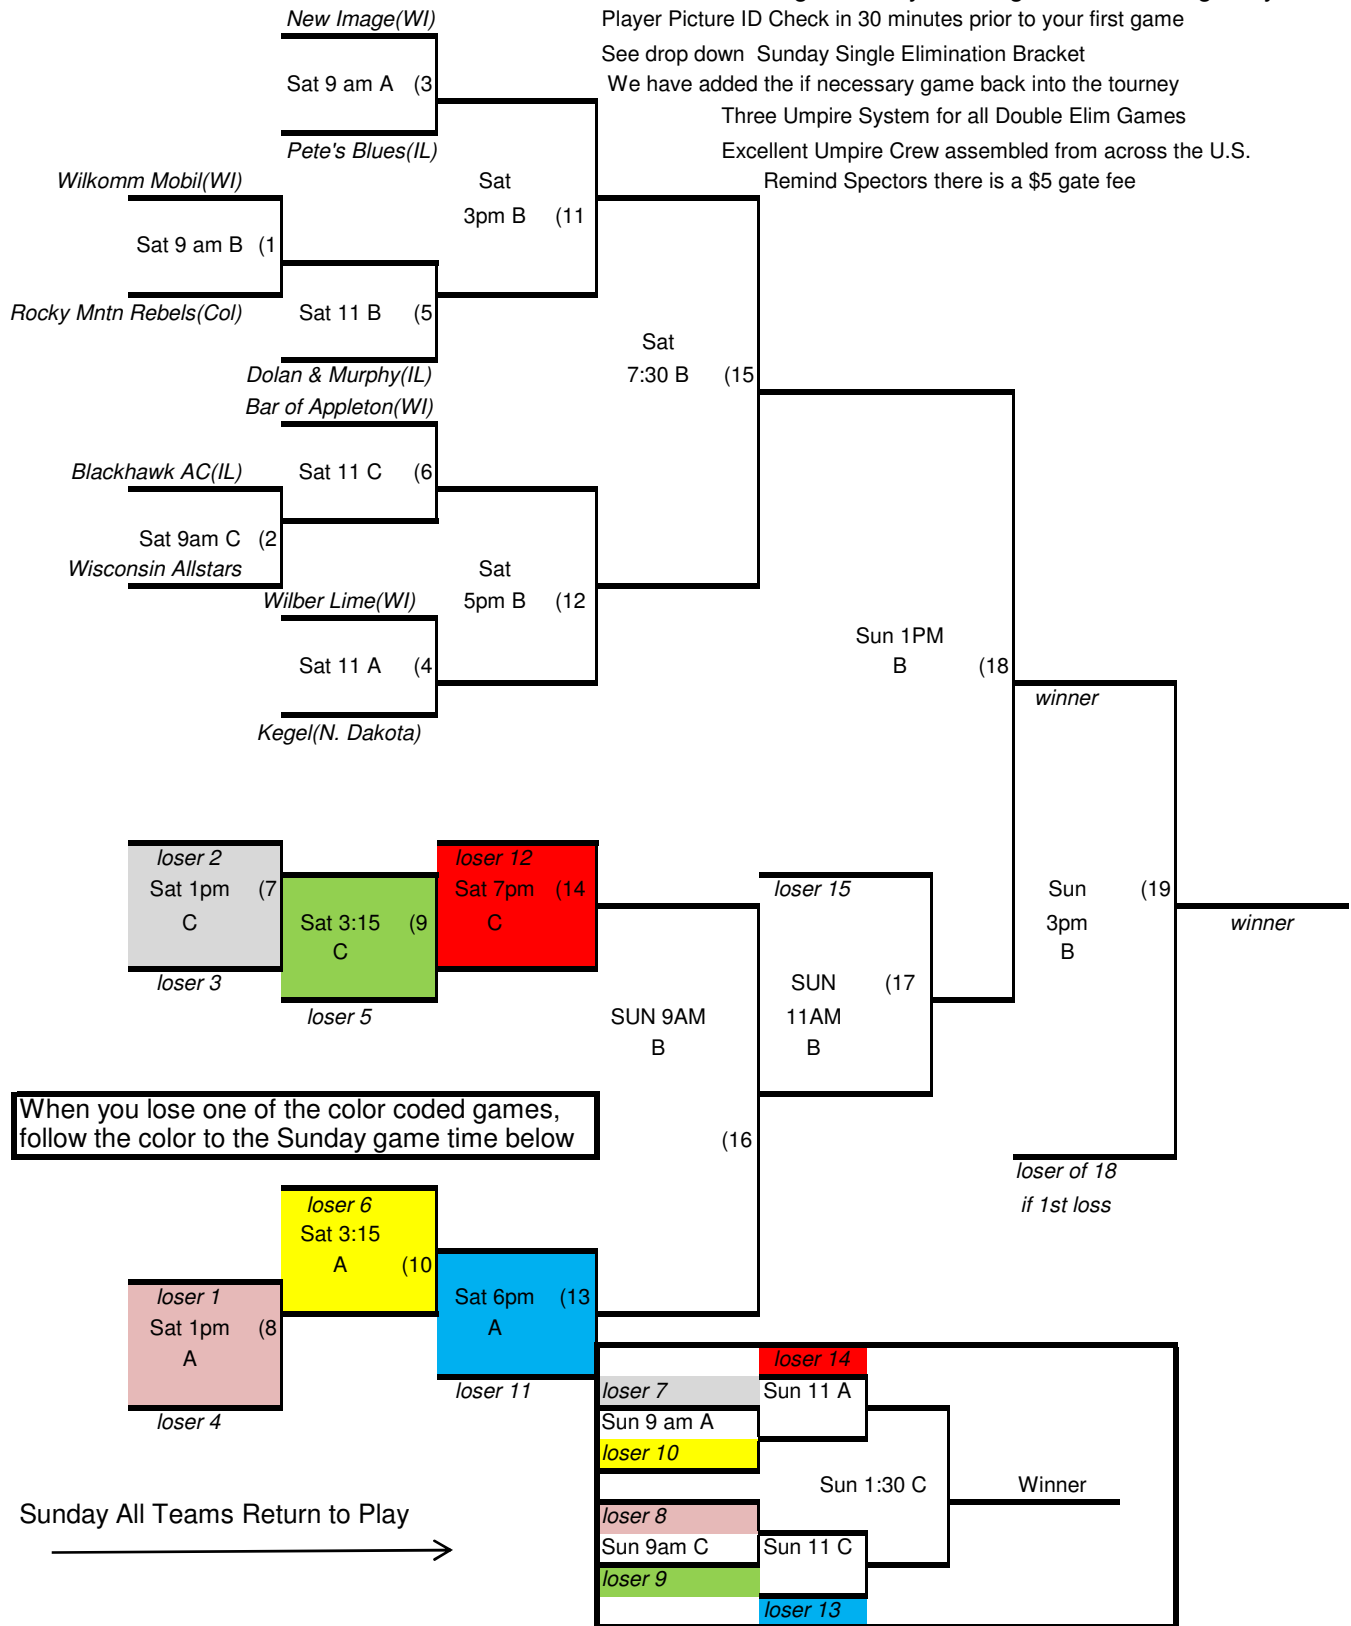 New Image(WI)
Player Picture ID Check in 30 minutes prior to your first game
See drop down  Sunday Single Elimination Bracket
Sat 9 am A (3
We have added the if necessary game back into the tourney
Three Umpire System for all Double Elim Games
Pete's Blues(IL)
Excellent Umpire Crew assembled from across the U.S.
Wilkomm Mobil(WI)
Sat
3pm B (11
Remind Spectors there is a $5 gate fee
Sat 9 am B (1
Rocky Mntn Rebels(Col)
Sat 11 B (5
Sat
7:30 B (15
Dolan & Murphy(IL)
Bar of Appleton(WI)
Blackhawk AC(IL)
Sat 11 C (6
Sat 9am C (2
Wisconsin Allstars
Sat
5pm B (12
Wilber Lime(WI)
Sun 1PM
B (18
Sat 11 A (4
winner
Kegel(N. Dakota)
loser 2
Sat 1pm (7
C
loser 3
Sat 3:15 (9
C
loser 5
loser 12
Sat 7pm (14
C
loser 15
Sun (19
3pm
B
winner
SUN (17
11AM
B
SUN 9AM
B
When you lose one of the color coded games,
follow the color to the Sunday game time below
(16
loser of 18
if 1st loss
loser 6
Sat 3:15
A (10
loser 1
Sat 1pm (8
A
loser 4
Sat 6pm (13
A
loser 11
loser 14
loser 7
Sun 11 A
Sun 9 am A
loser 10
Sun 1:30 C
Winner
Sunday All Teams Return to Play
loser 8
Sun 9am C
Sun 11 C
loser 9
loser 13